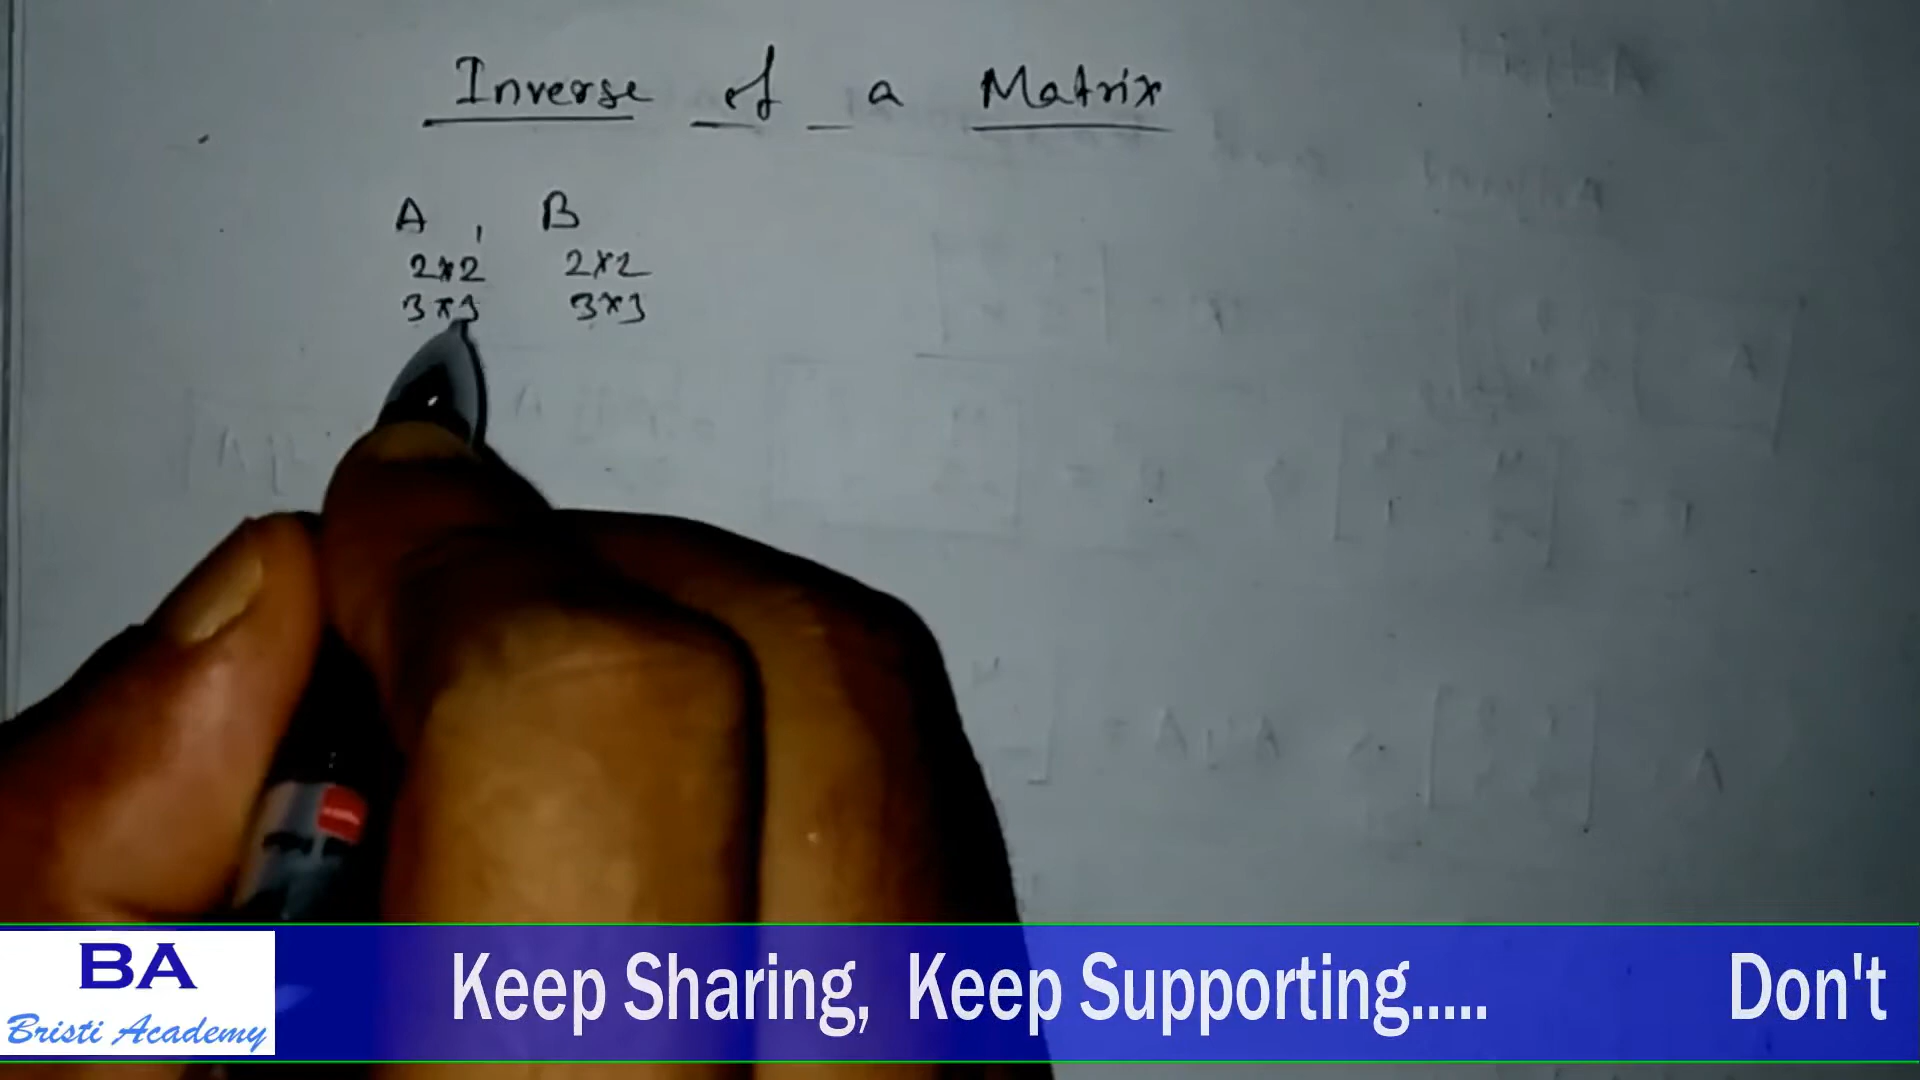 Inverse of a Matrix
A , B
2x2 2x2
3x3 3x3
BA
Bristi Academy
Keep Sharing, Keep Supporting..... Don't